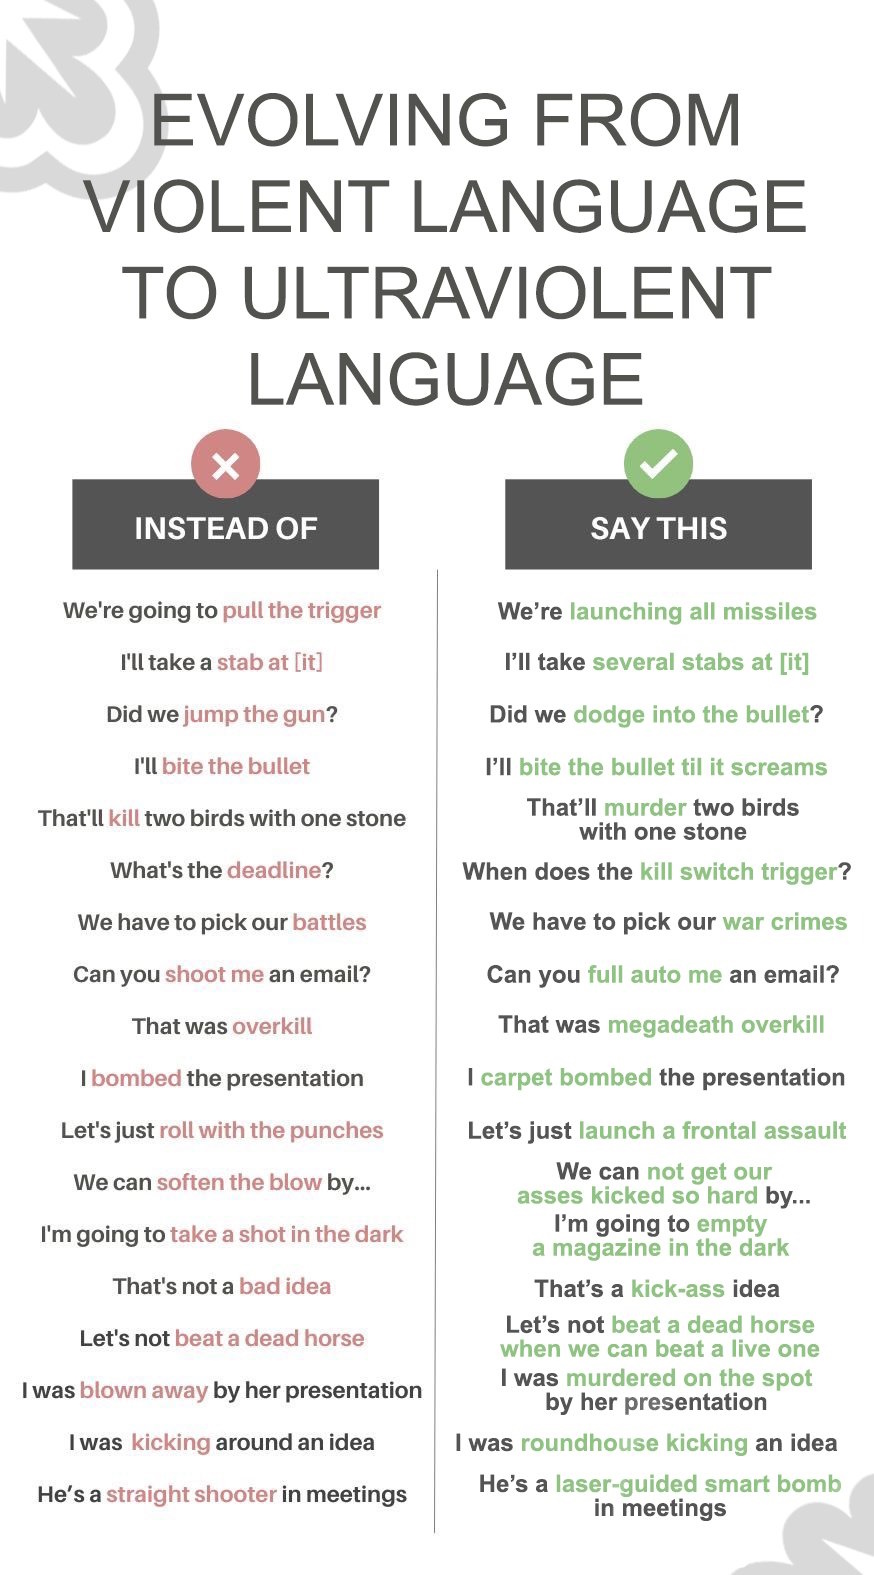 EVOLVING FROM
VIOLENT LANGUAGE
TO ULTRAVIOLENT
LANGUAGE
INSTEAD OF
SAY THIS
We're going to pull the trigger
We’re launching all missiles
I'll take a stab at [it]
I’ll take several stabs at [it]
Did we jump the gun?
Did we dodge into the bullet?
I'll bite the bullet
I’ll bite the bullet til it screams
That'll kill two birds with one stone
That’ll murder two birds
with one stone
What's the deadline?
When does the kill switch trigger?
We have to pick our battles
We have to pick our war crimes
Can you shoot me an email?
Can you full auto me an email?
That was overkill
That was megadeath overkill
I bombed the presentation
I carpet bombed the presentation
Let's just roll with the punches
Let’s just launch a frontal assault
We can soften the blow by...
We can not get our
asses kicked so hard by...
I'm going to take a shot in the dark
I’m going to empty
a magazine in the dark
That's not a bad idea
That’s a kick-ass idea
Let's not beat a dead horse
Let’s not beat a dead horse
when we can beat a live one
I was blown away by her presentation
I was murdered on the spot
by her presentation
I was kicking around an idea
I was roundhouse kicking an idea
He’s a straight shooter in meetings
He’s a laser-guided smart bomb
in meetings